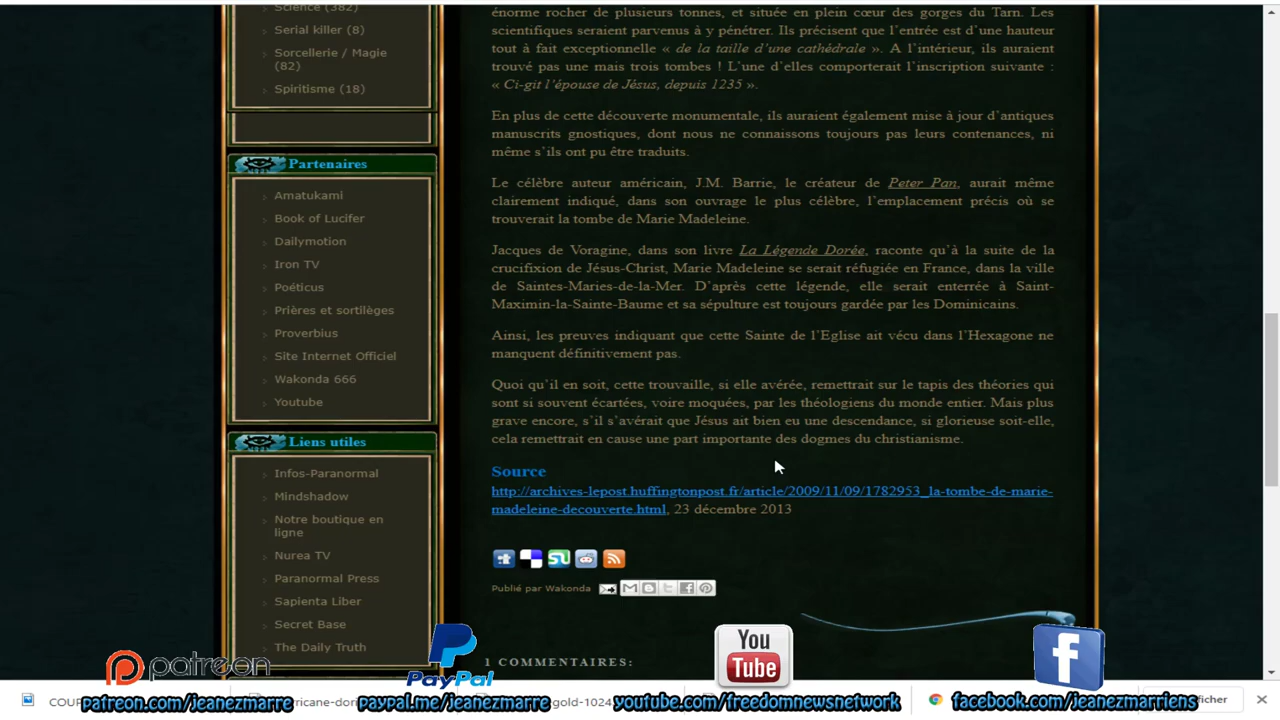 Science (382)
Serial killer (8)
Sorcellerie / Magie
(82)
Spiritisme (18)
Partenaires
Amatukami
Book of Lucifer
Dailymotion
Iron TV
Poéticus
Prières et sortilèges
Proverbius
Site Internet Officiel
Wakonda 666
Youtube
Liens utiles
Infos-Paranormal
Mindshadow
Notre boutique en
ligne
Nurea TV
Paranormal Press
Sapienta Liber
Secret Base
The Daily Truth
énorme rocher de plusieurs tonnes, et située en plein cœur des gorges du Tarn. Les
scientifiques seraient parvenus à y pénétrer. Ils précisent que l'entrée est d'une hauteur
tout à fait exceptionnelle « de la taille d'une cathédrale ». A l'intérieur, ils auraient
trouvé pas une mais trois tombes ! L'une d'elles comporterait l'inscription suivante :
« Ci-git l'épouse de Jésus, depuis 1235 ».
En plus de cette découverte monumentale, ils auraient également mise à jour d'antiques
manuscrits gnostiques, dont nous ne connaissons toujours pas leurs contenances, ni
même s'ils ont pu être traduits.
Le célèbre auteur américain, J.M. Barrie, le créateur de Peter Pan, aurait même
clairement indiqué, dans son ouvrage le plus célèbre, l'emplacement précis où se
trouverait la tombe de Marie Madeleine.
Jacques de Voragine, dans son livre La Légende Dorée, raconte qu'à la suite de la
crucifixion de Jésus-Christ, Marie Madeleine se serait réfugiée en France, dans la ville
de Saintes-Maries-de-la-Mer. D'après cette légende, elle serait enterrée à Saint-
Maximin-la-Sainte-Baume et sa sépulture est toujours gardée par les Dominicains.
Ainsi, les preuves indiquant que cette Sainte de l'Eglise ait vécu dans l'Hexagone ne
manquent définitivement pas.
Quoi qu'il en soit, cette trouvaille, si elle avérée, remettrait sur le tapis des théories qui
sont si souvent écartées, voire moquées, par les théologiens du monde entier. Mais plus
grave encore, s'il s'avérait que Jésus ait bien eu une descendance, si glorieuse soit-elle,
cela remettrait en cause une part importante des dogmes du christianisme.
Source
http://archives-lepost.huffingtonpost.fr/article/2009/11/09/1782953_la-tombe-de-marie-
madeleine-decouverte.html, 23 décembre 2013
Publié par Wakonda
1 COMMENTAIRES:
patreon
PayPal
You
Tube
f
patreon.com/jeanezmarre
paypal.me/jeanezmarre
youtube.com/freedomnewsnetwork
facebook.com/jeanezmarriens